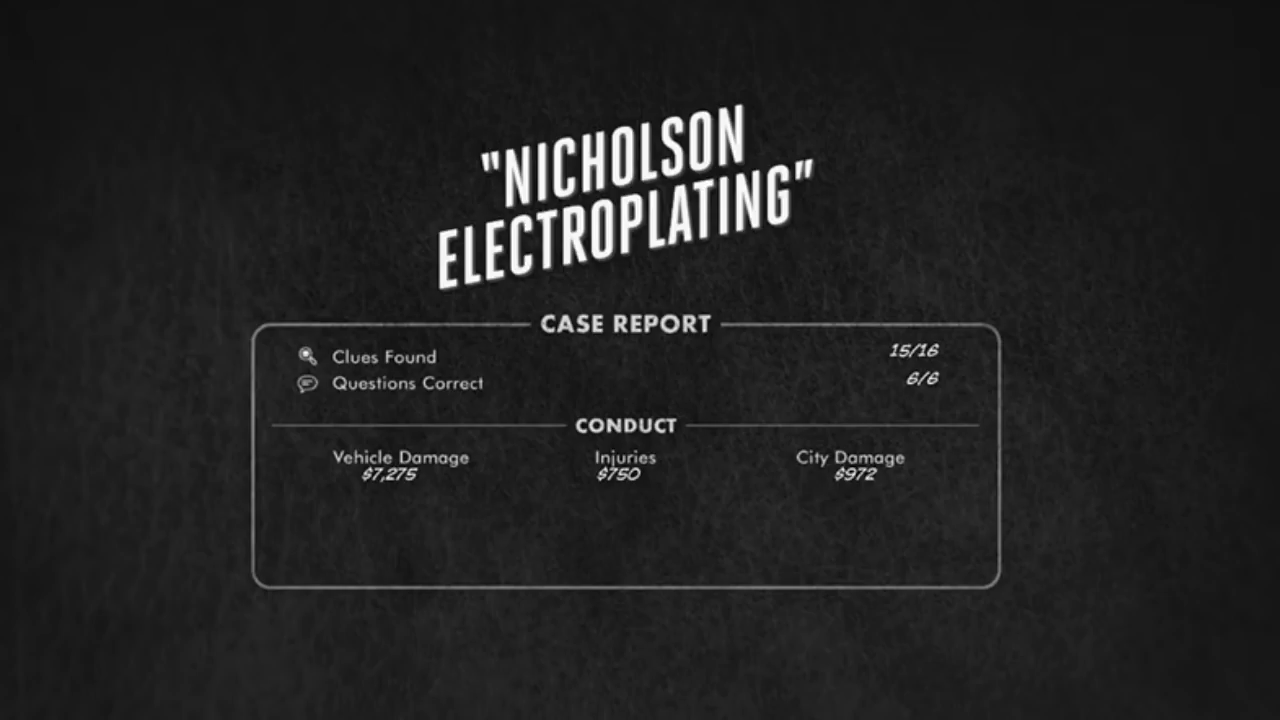 "NICHOLSON
ELECTROPLATING"
CASE REPORT
Clues Found 15/16
Questions Correct 6/6
CONDUCT
Vehicle Damage Injuries City Damage
$7,275 $750 $972